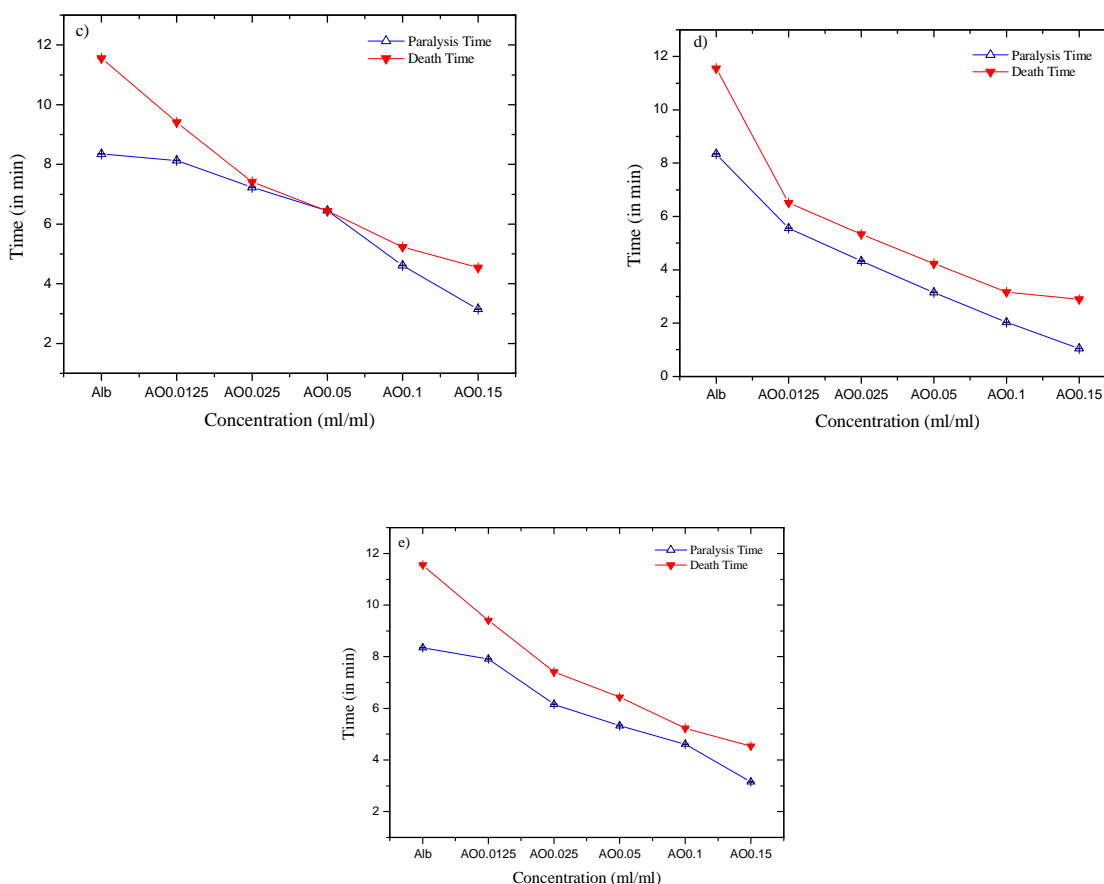 c)
Paralysis Time
Death Time
12
10
8
6
4
2
Time (in min)
Alb AO0.0125 AO0.025 AO0.05 AO0.1 AO0.15
Concentration (ml/ml)
d)
Paralysis Time
Death Time
12
10
8
6
4
2
0
Time (in min)
Alb AO0.0125 AO0.025 AO0.05 AO0.1 AO0.15
Concentration (ml/ml)
e)
Paralysis Time
Death Time
12
10
8
6
4
2
Time (in min)
Alb AO0.0125 AO0.025 AO0.05 AO0.1 AO0.15
Concentration (ml/ml)